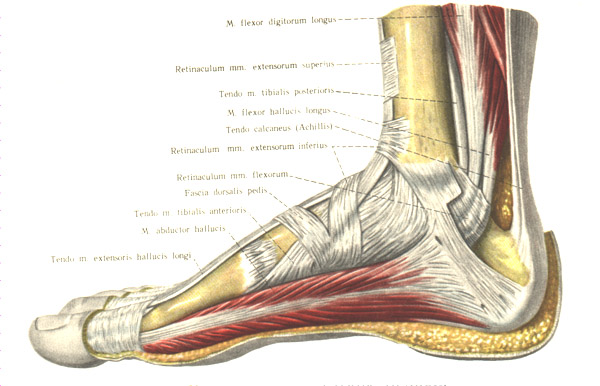 M. flexor digitorum longus
Retinaculum mm. extensorum superius
Tendo m. tibialis posterioris
M. flexor hallucis longus
Tendo calcaneus (Achillis)
Retinaculum mm. extensorum inferius
Retinaculum mm. flexorum
Fascia dorsalis pedis
Tendo m. tibialis anterioris
M. abductor hallucis
Tendo m. extensoris hallucis longi